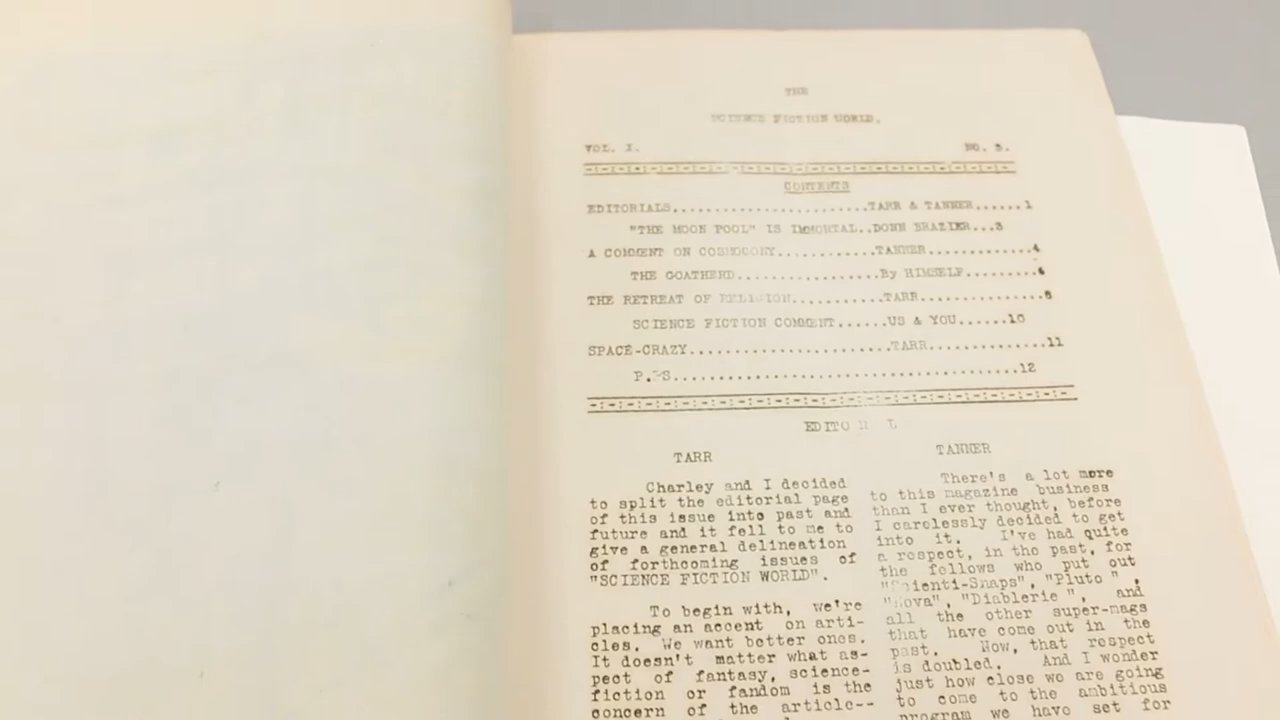 THE
SCIENCE FICTION WORLD.
VOL. I. NO. 3.
CONTENTS
EDITORIALS........................TARR & TANNER......1
"THE MOON POOL" IS IMMORTAL..DONN BRAZIER...3
A COMMENT ON COSMOGONY............TANNER.............4
THE GOATHERD.................By HIMSELF.........
THE RETREAT OF RELIGION...........TARR...............
SCIENCE FICTION COMMENT......US & YOU......10
SPACE-CRAZY.........................TARR..............11
P. S....................................12
TARR
Charley and I decided
to split the editorial page
of this issue into past and
future and it fell to me to
give a general delineation
of forthcoming issues of
"SCIENCE FICTION WORLD".
To begin with, we're
placing an accent on arti-
cles. We want better ones.
It doesn't matter what as-
pect of fantasy, science-
fiction or fandom is the
concern of the article--
TANNER
There's a lot more
to this magazine business
than I ever thought, before
I carelessly decided to get
into it. I've had quite
a respect, in the past, for
the fellows who put out
"Scienti-Snaps", "Pluto",
"Nova", "Diablerie", and
all the other super-mags
that have come out in the
past. Now, that respect
is doubled. And I wonder
just how close we are going
to come to the ambitious
program we have set for